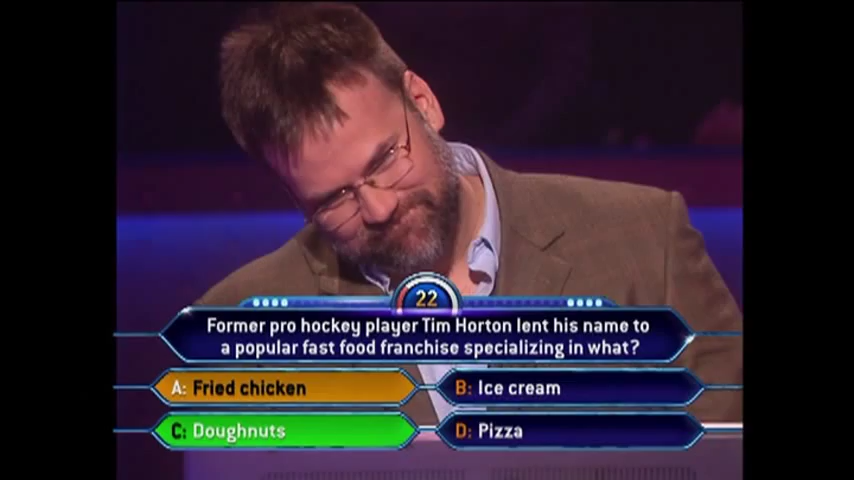 22
Former pro hockey player Tim Horton lent his name to
a popular fast food franchise specializing in what?
A: Fried chicken
B: Ice cream
C: Doughnuts
D: Pizza